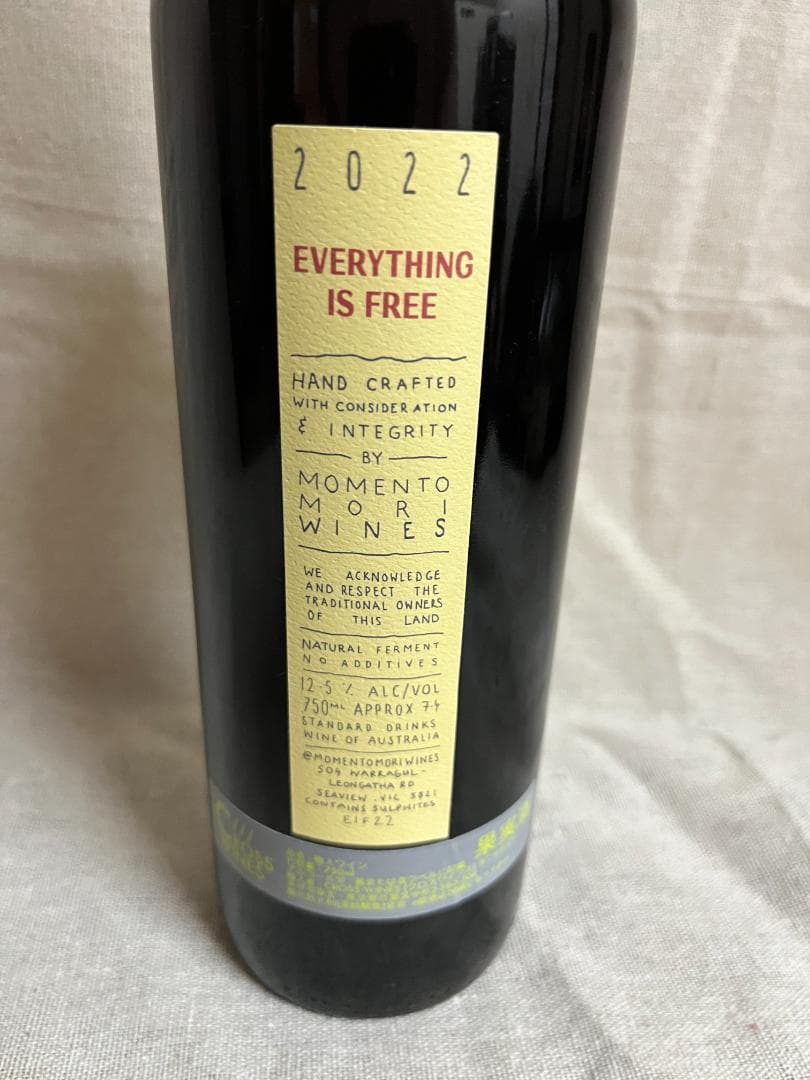 2022
EVERYTHING
IS FREE
HAND CRAFTED
WITH CONSIDERATION
& INTEGRITY
BY
MOMENTO
MORI
WINES
WE ACKNOWLEDGE
AND RESPECT THE
TRADITIONAL OWNERS
OF THIS LAND
NATURAL FERMENT
NO ADDITIVES
12.5% ALC/VOL
750ML APPROX 7.4
STANDARD DRINKS
WINE OF AUSTRALIA
@MOMENTOMORIWINES
504 WARRAGUL-
LEONGATHA RD
SEAVIEW. VIC 3821
CONTAINS SULPHITES
EIF22
WINES
果実酒